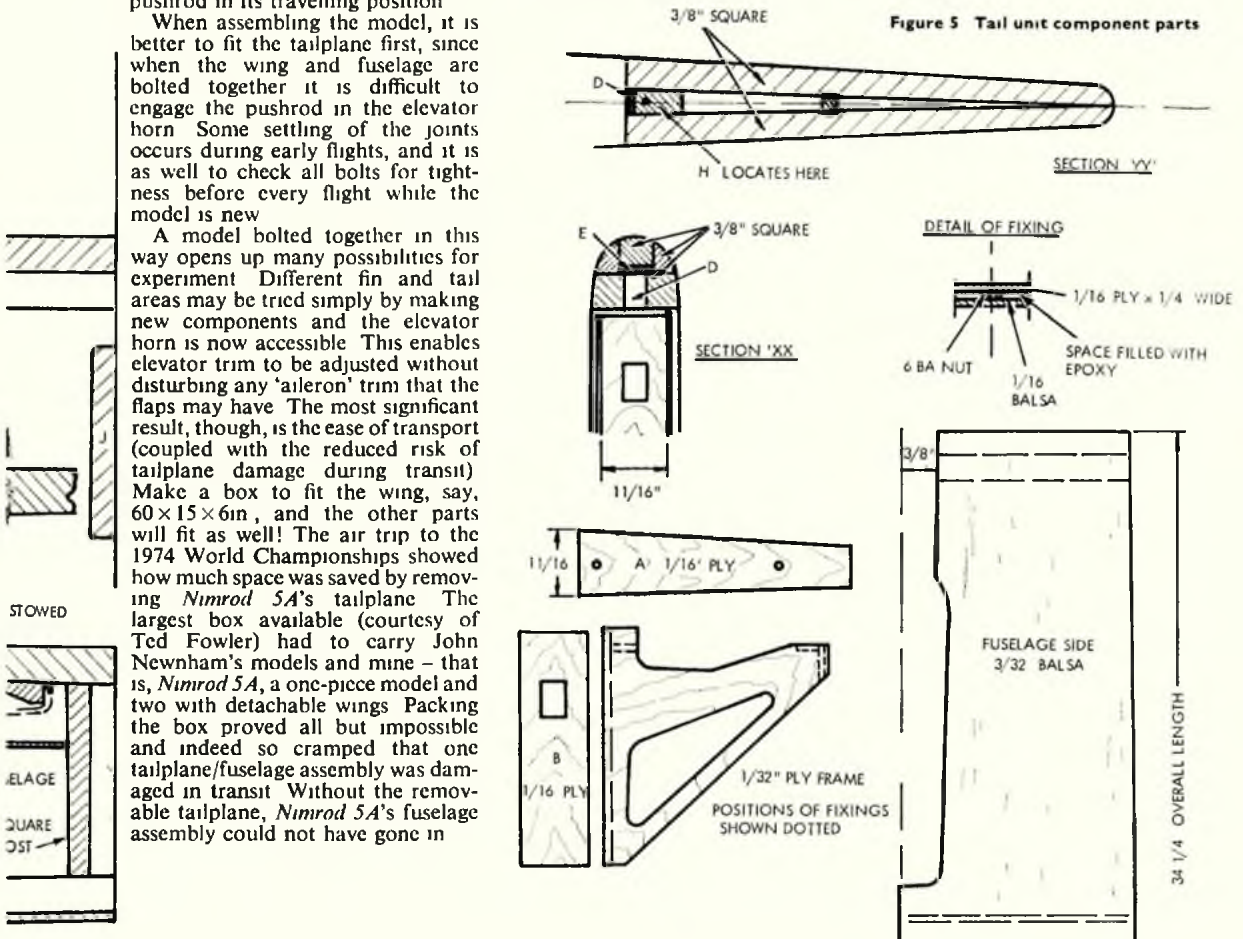 pushrod in its travelling position
When assembling the model, it is
better to fit the tailplane first, since
when the wing and fuselage are
bolted together it is difficult to
engage the pushrod in the elevator
horn Some settling of the joints
occurs during early flights, and it is
as well to check all bolts for tight-
ness before every flight while the
model is new
A model bolted together in this
way opens up many possibilities for
experiment Different fin and tail
areas may be tried simply by making
new components and the elevator
horn is now accessible This enables
elevator trim to be adjusted without
disturbing any ‘aileron’ trim that the
flaps may have The most significant
result, though, is the ease of transport
(coupled with the reduced risk of
tailplane damage during transit)
Make a box to fit the wing, say,
60 × 15 × 6in , and the other parts
will fit as well! The air trip to the
1974 World Championships showed
how much space was saved by remov-
ing Nimrod 5A's tailplane The
largest box available (courtesy of
Ted Fowler) had to carry John
Newnham's models and mine – that
is, Nimrod 5A, a one-piece model and
two with detachable wings Packing
the box proved all but impossible
and indeed so cramped that one
tailplane/fuselage assembly was dam-
aged in transit Without the remov-
able tailplane, Nimrod 5A's fuselage
assembly could not have gone in
J
STOWED
ELAGE
QUARE
OST
Figure 5 Tail unit component parts
3/8" SQUARE
D
H LOCATES HERE
SECTION YY'
E
3/8" SQUARE
D
SECTION 'XX
11/16"
DETAIL OF FIXING
1/16 PLY x 1/4 WIDE
6 BA NUT
1/16
BALSA
SPACE FILLED WITH
EPOXY
11/16
A' 1/16' PLY
B
1/16 PLY
1/32" PLY FRAME
POSITIONS OF FIXINGS
SHOWN DOTTED
3/8"
FUSELAGE SIDE
3/32 BALSA
34 1/4 OVERALL LENGTH